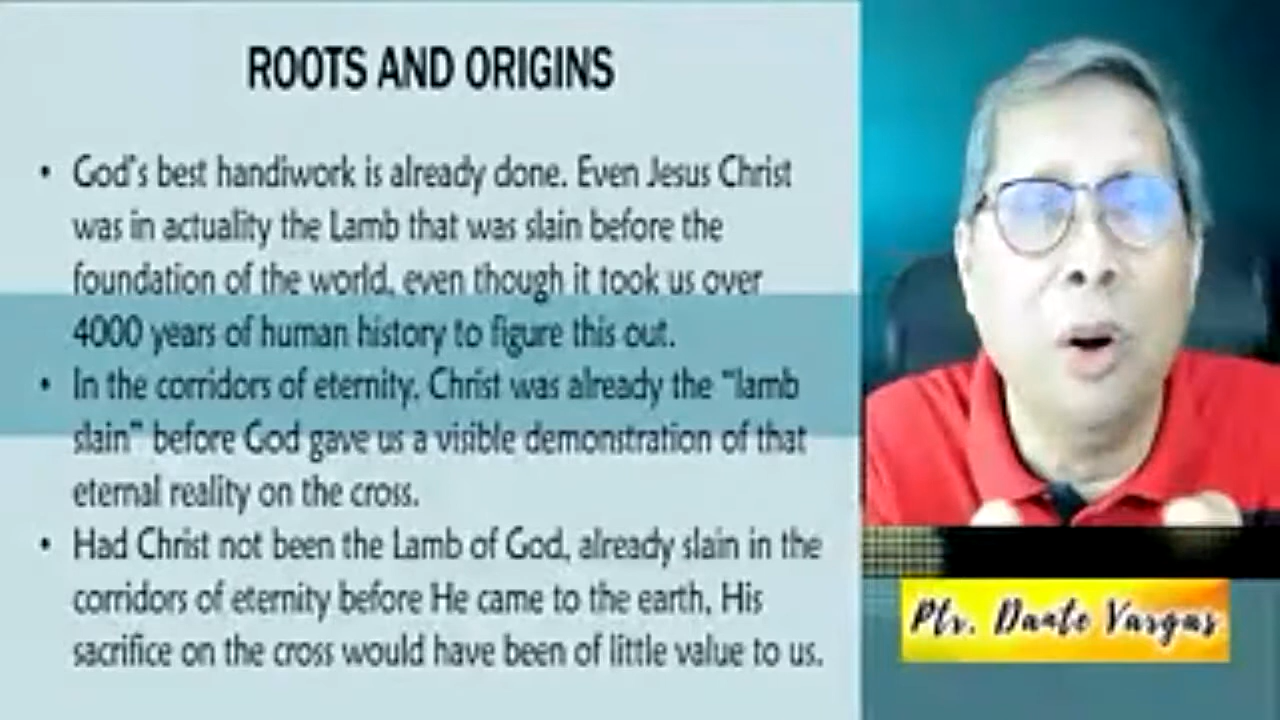 ROOTS AND ORIGINS
• God's best handiwork is already done. Even Jesus Christ
was in actuality the Lamb that was slain before the
foundation of the world, even though it took us over
4000 years of human history to figure this out.
• In the corridors of eternity, Christ was already the "lamb
slain" before God gave us a visible demonstration of that
eternal reality on the cross.
• Had Christ not been the Lamb of God, already slain in the
corridors of eternity before He came to the earth, His
sacrifice on the cross would have been of little value to us.
Ptr. Dante Vargas